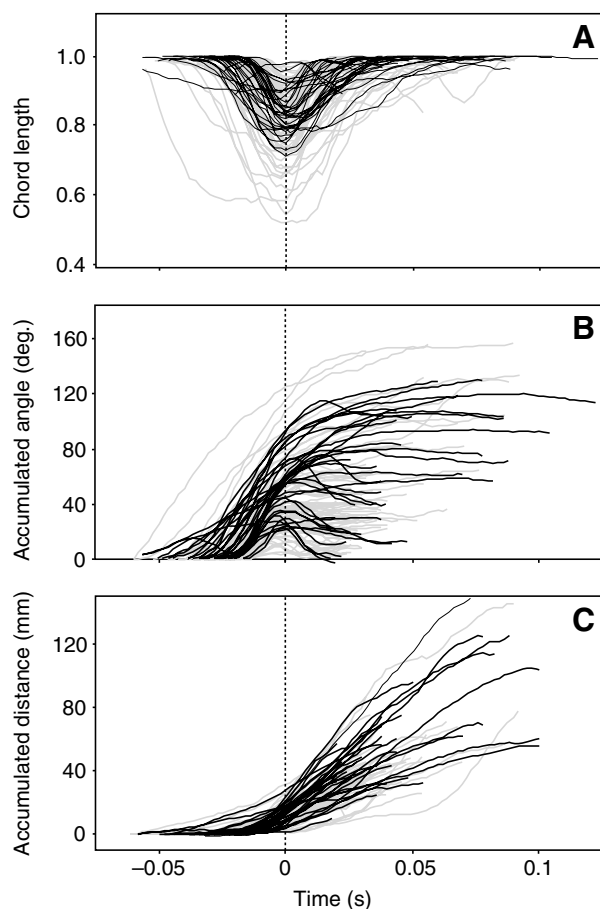 A
Chord length
1.0
0.8
0.6
0.4
B
Accumulated angle (deg.)
160
120
80
40
0
C
Accumulated distance (mm)
120
80
40
0
–0.05 0 0.05 0.1
Time (s)